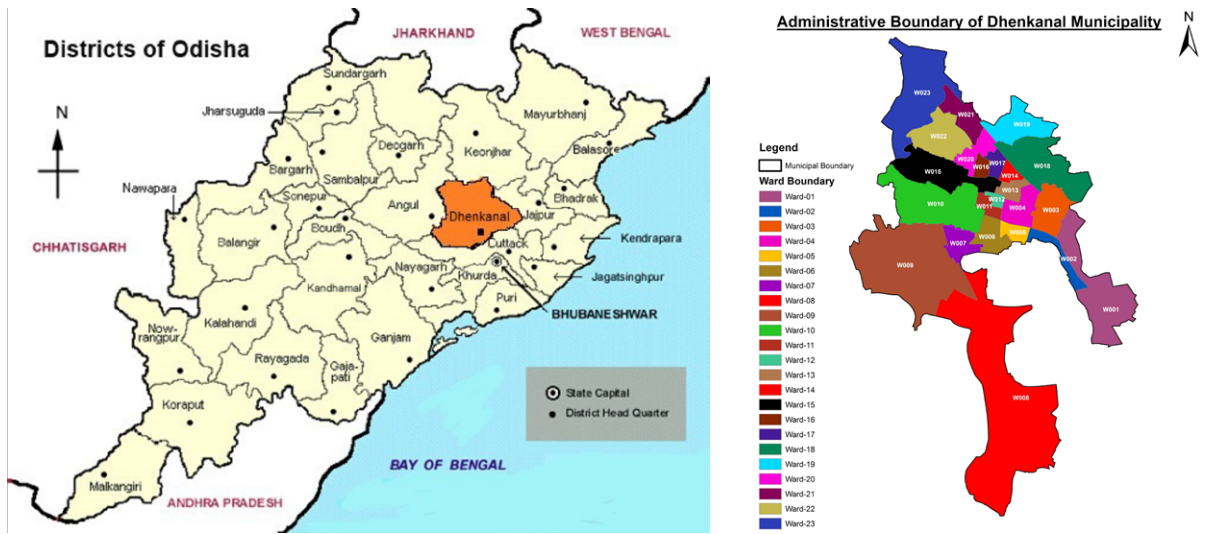 Districts of Odisha
JHARKHAND
WEST BENGAL
N
Sundargarh
Jharsuguda
Mayurbhanj
Deogarh
Keonjhar
Balasore
Bargarh
Sambalpur
Nawapara
Sonepur
Angul
Dhenkanal
Jajpur
Bhadrak
Boudh
Balangir
Cuttack
Kendrapara
CHHATISGARH
Nayagarh
Khurda
Jagatsinghpur
Kandhamal
Puri
Kalahandi
BHUBANESHWAR
Now-
rangpur
Ganjam
Rayagada
Gaja-
pati
Koraput
State Capital
District Head Quarter
BAY OF BENGAL
Malkangiri
ANDHRA PRADESH
Administrative Boundary of Dhenkanal Municipality
N
Legend
Municipal Boundary
Ward Boundary
Ward-01
Ward-02
Ward-03
Ward-04
Ward-05
Ward-06
Ward-07
Ward-08
Ward-09
Ward-10
Ward-11
Ward-12
Ward-13
Ward-14
Ward-15
Ward-16
Ward-17
Ward-18
Ward-19
Ward-20
Ward-21
Ward-22
Ward-23
W023
W021
W019
W022
W020
W016
W017
W018
W015
W014
W013
W012
W011
W010
W004
W003
W007
W002
W009
W001